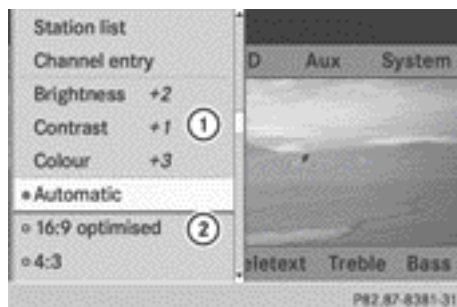 Station list
Channel entry
D Aux System
Brightness +2
Contrast +1 1
Colour +3
Automatic
16:9 optimised 2
4:3
eletext Treble Bass
P82.87-8381-31